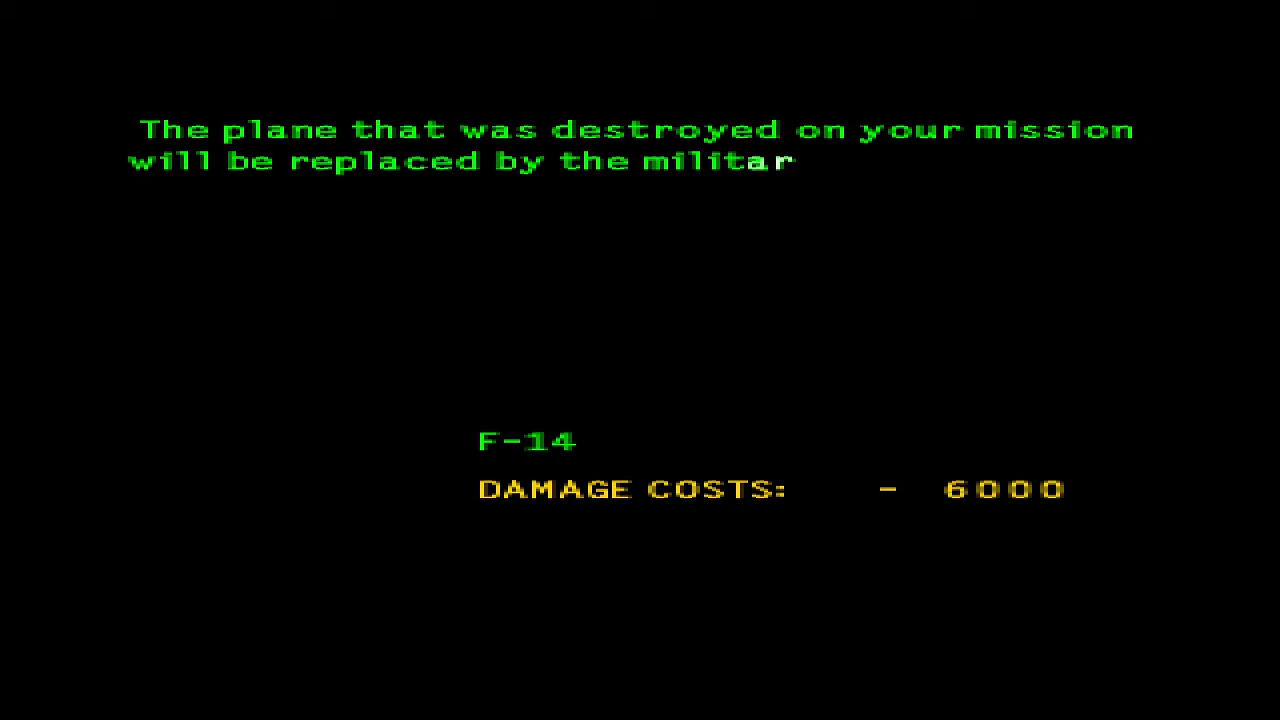 The plane that was destroyed on your mission
will be replaced by the militar
F-14
DAMAGE COSTS: - 6000